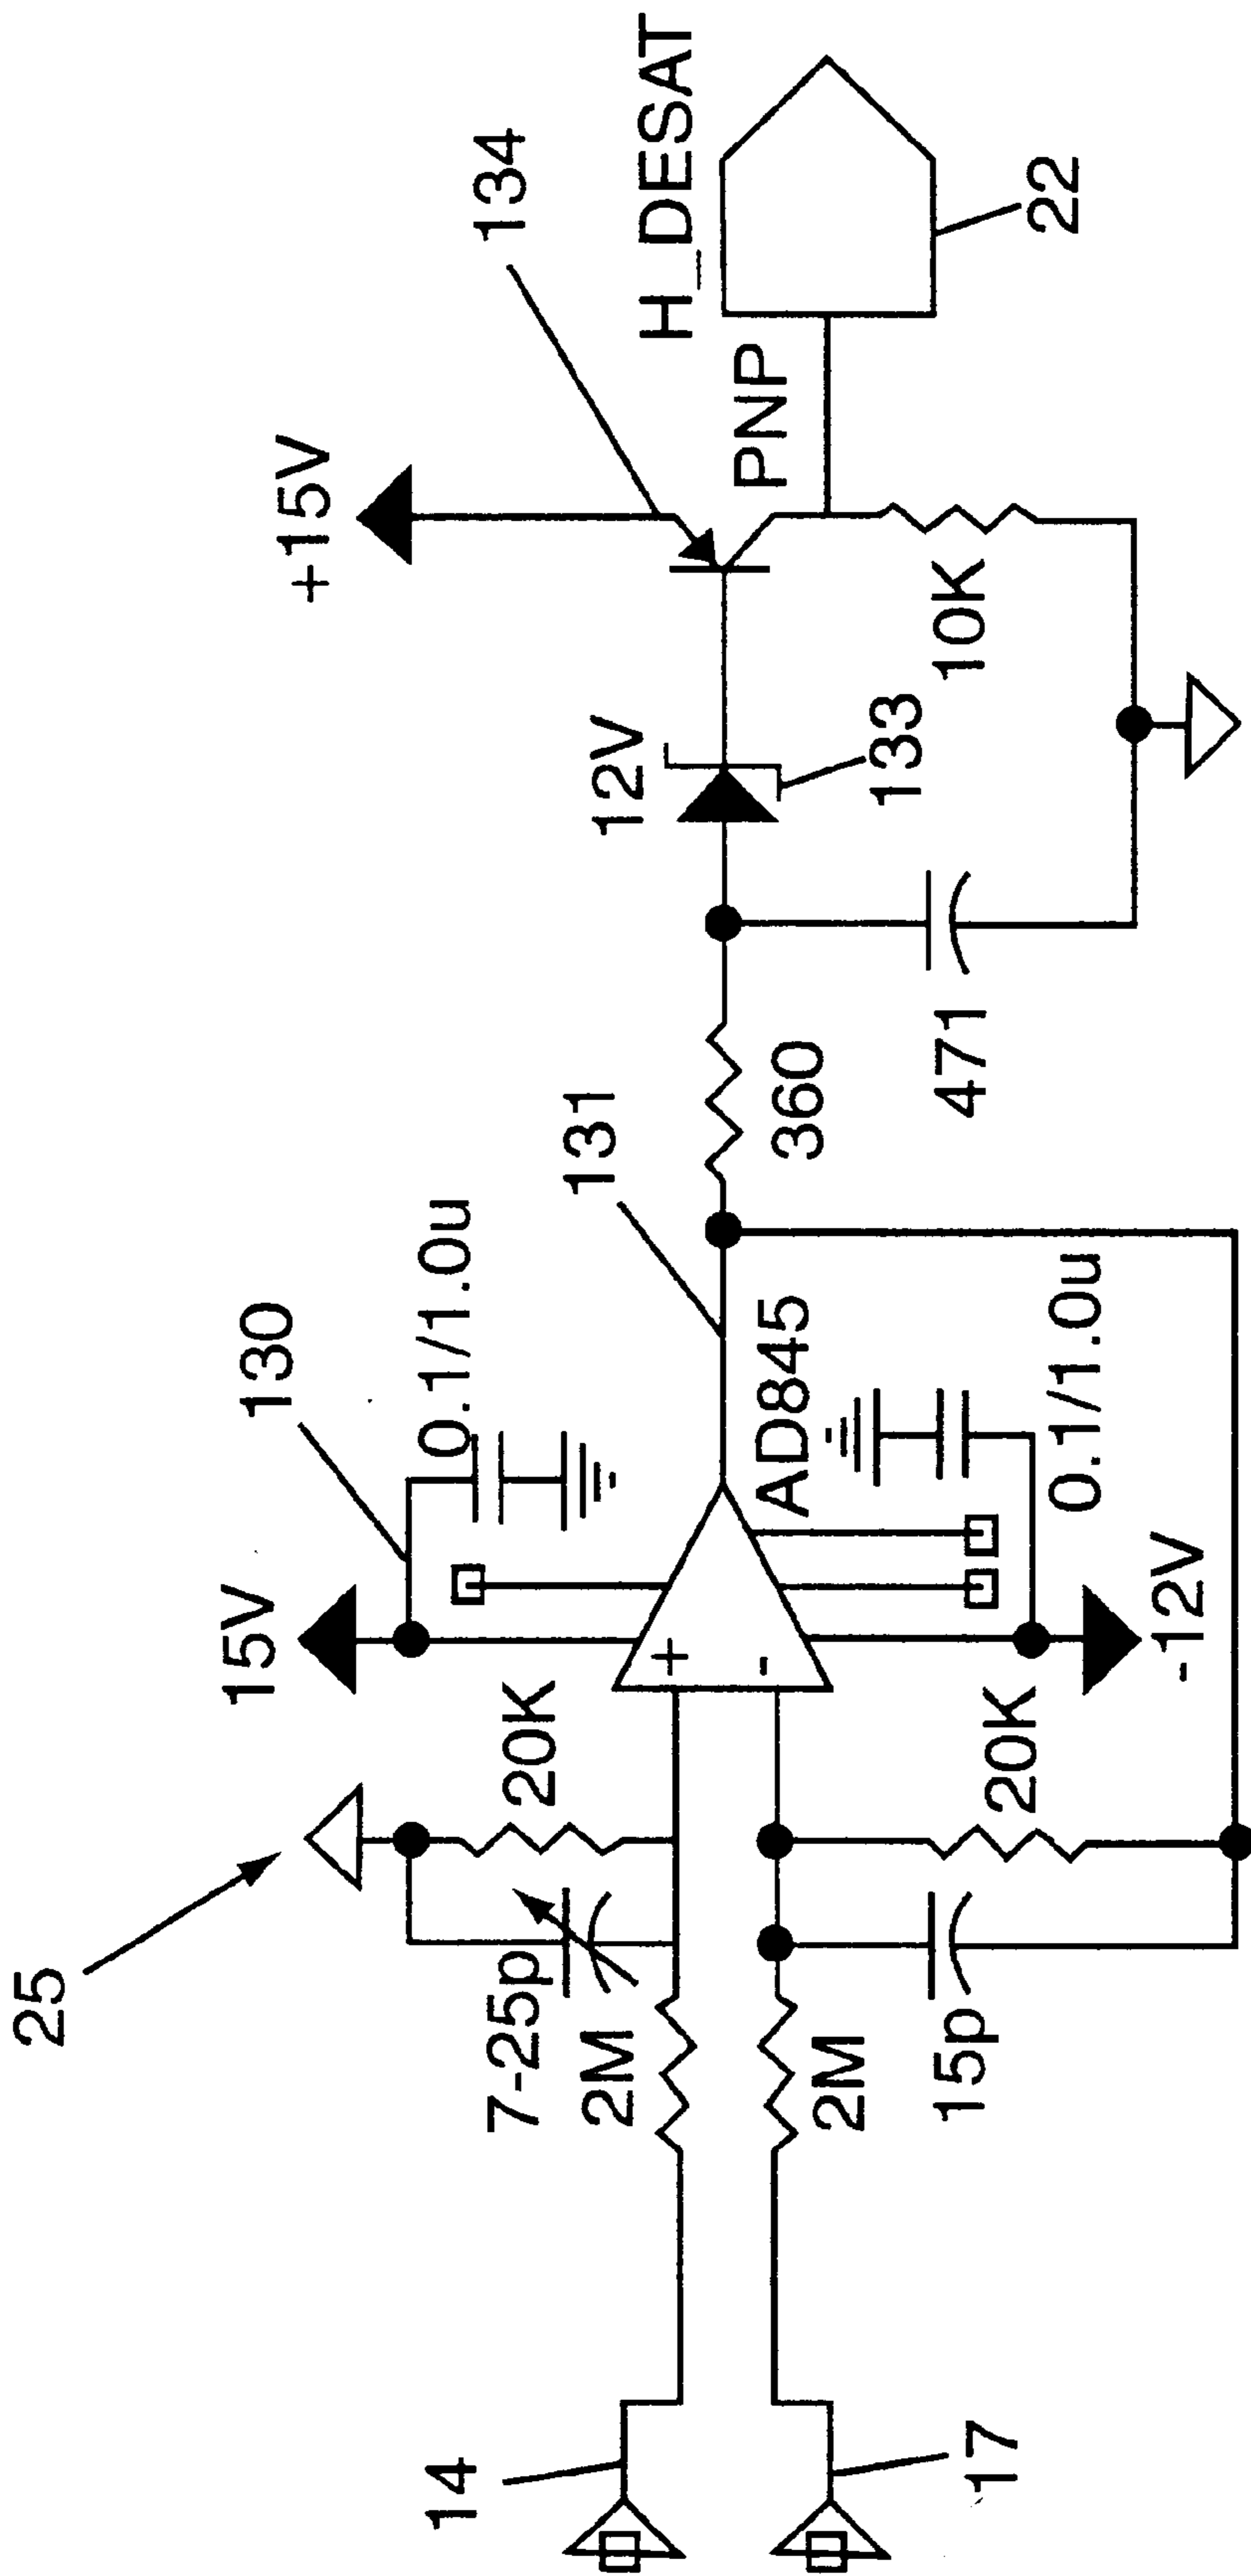 25
15V
130
0.1/1.0u
+15V
134
20K
7-25p
131
12V
H_DESAT
PNP
14
2M
+
-
AD845
360
133
22
2M
17
15p
20K
-12V
0.1/1.0u
471
10K